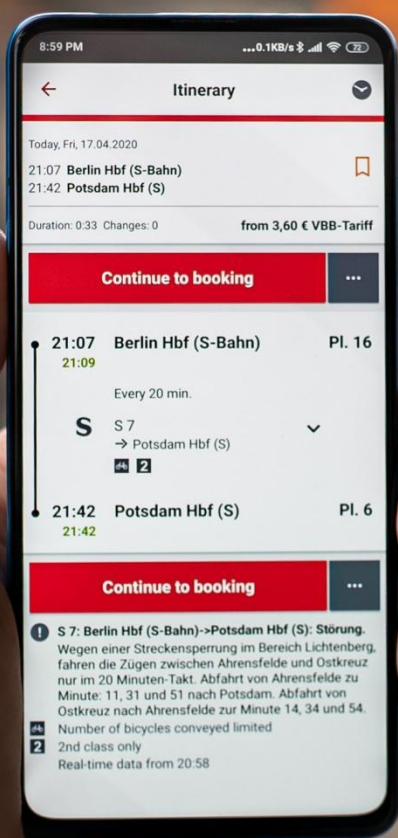 8:59 PM ...0.1KB/s 72
Itinerary
Today, Fri, 17.04.2020
21:07 Berlin Hbf (S-Bahn)
21:42 Potsdam Hbf (S)
Duration: 0:33 Changes: 0 from 3,60 € VBB-Tariff
Continue to booking ...
21:07 Berlin Hbf (S-Bahn) Pl. 16
21:09
Every 20 min.
S S 7
→ Potsdam Hbf (S)
2
21:42 Potsdam Hbf (S) Pl. 6
21:42
Continue to booking ...
! S 7: Berlin Hbf (S-Bahn)->Potsdam Hbf (S): Störung.
Wegen einer Streckensperrung im Bereich Lichtenberg,
fahren die Zügen zwischen Ahrensfelde und Ostkreuz
nur im 20 Minuten-Takt. Abfahrt von Ahrensfelde zu
Minute: 11, 31 und 51 nach Potsdam. Abfahrt von
Ostkreuz nach Ahrensfelde zur Minute 14, 34 und 54.
Number of bicycles conveyed limited
2 2nd class only
Real-time data from 20:58